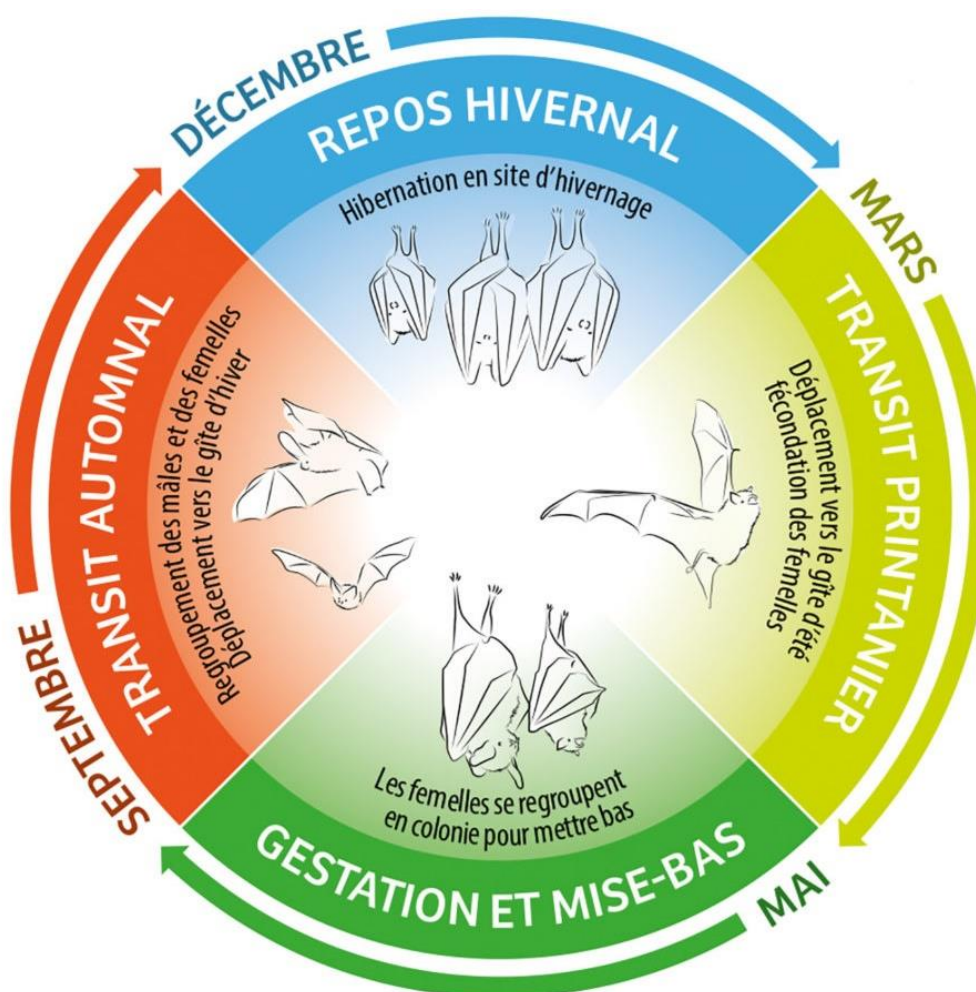 DÉCEMBRE
REPOS HIVERNAL
Hibernation en site d'hivernage
MARS
TRANSIT PRINTANIER
Déplacement vers le gîte d'été
fécondation des femelles
MAI
GESTATION ET MISE-BAS
Les femelles se regroupent
en colonie pour mettre bas
SEPTEMBRE
TRANSIT AUTOMNAL
Regroupement des mâles et des femelles
Déplacement vers le gîte d'hiver